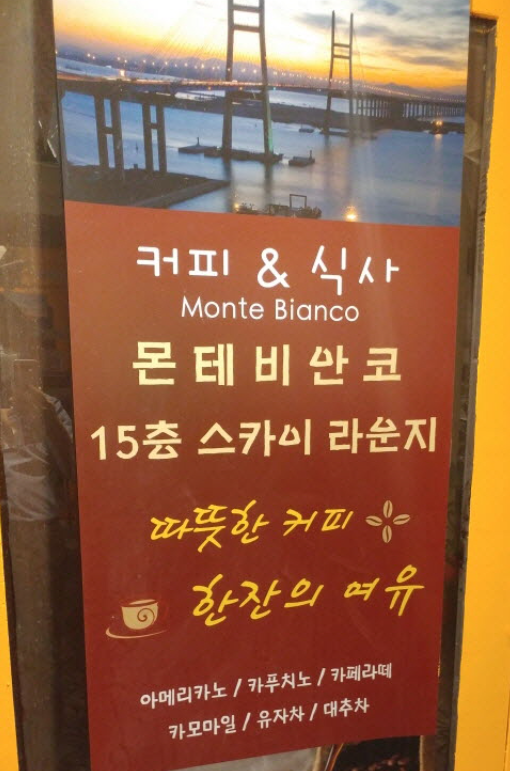 커피 & 식사
Monte Bianco
몬테비안코
15층 스카이 라운지
따뜻한 커피
한잔의 여유
아메리카노 / 카푸치노 / 카페라떼
카모마일 / 유자차 / 대추차